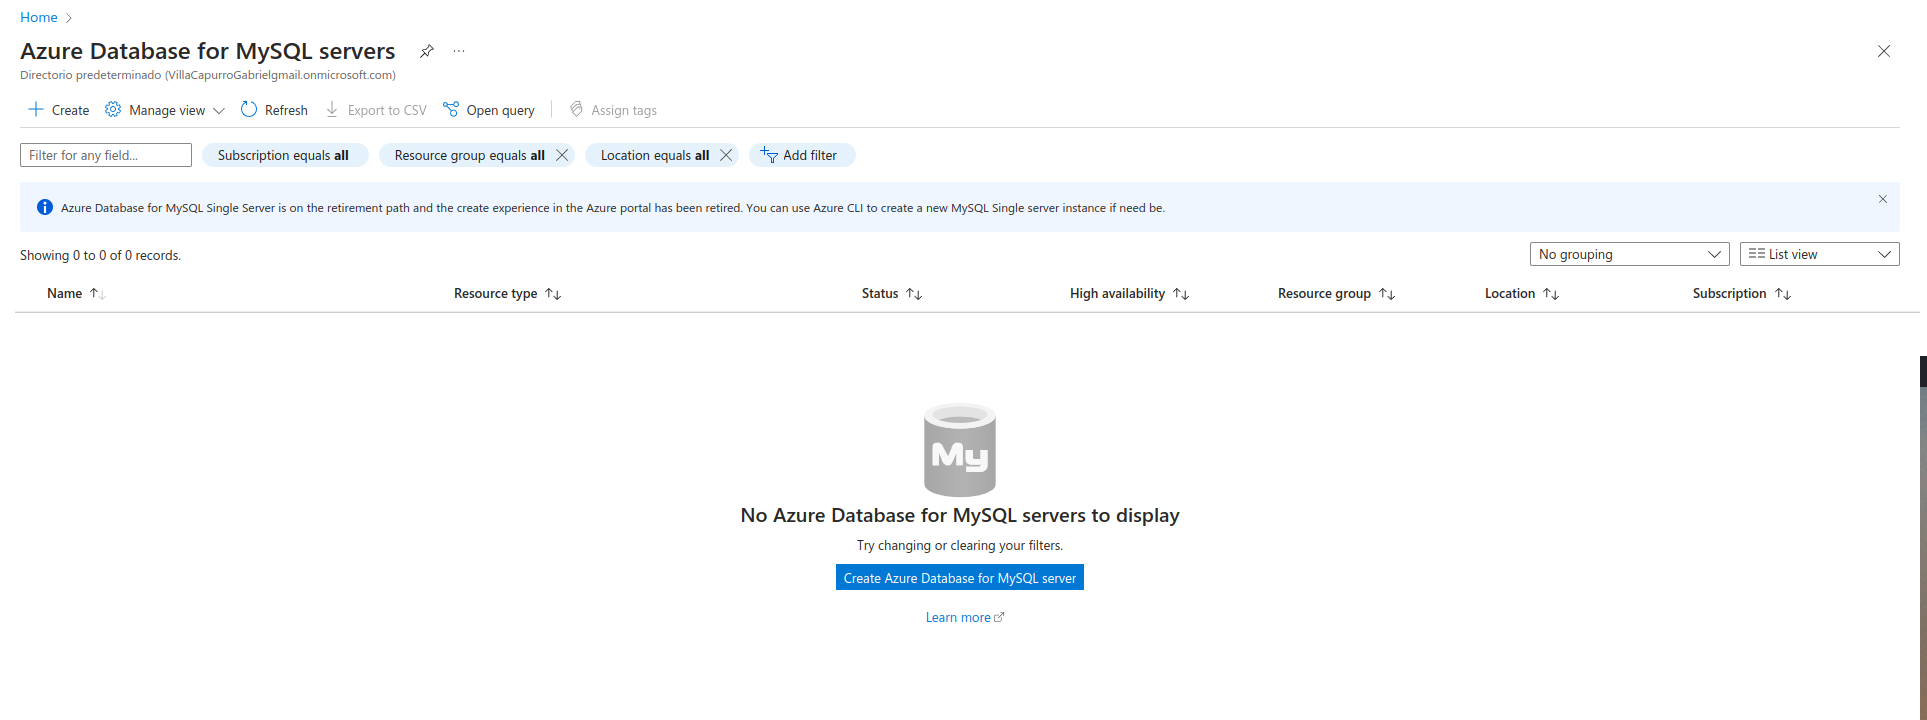 Home
Azure Database for MySQL servers
Directorio predeterminado (VillaCapurroGabrielgmail.onmicrosoft.com)
Create Manage view Refresh Export to CSV Open query Assign tags
Filter for any field... Subscription equals all Resource group equals all Location equals all Add filter
Azure Database for MySQL Single Server is on the retirement path and the create experience in the Azure portal has been retired. You can use Azure CLI to create a new MySQL Single server instance if need be.
Showing 0 to 0 of 0 records. No grouping List view
Name Resource type Status High availability Resource group Location Subscription
My
No Azure Database for MySQL servers to display
Try changing or clearing your filters.
Create Azure Database for MySQL server
Learn more